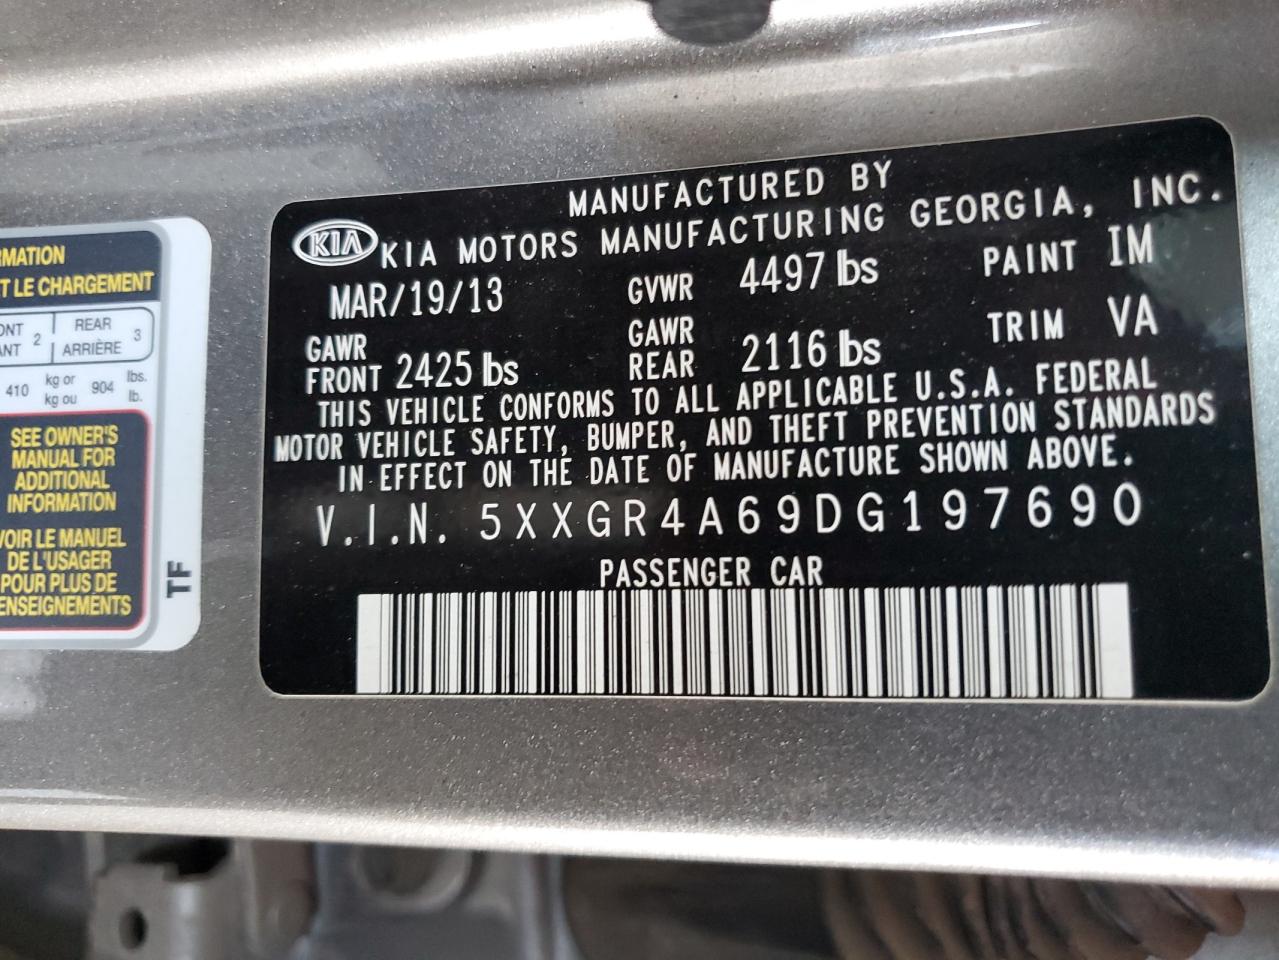 RMATION
T LE CHARGEMENT
ONT 2 REAR 3
ANT ARRIÈRE
410 kg or 904 lbs.
kg ou lb.
SEE OWNER'S
MANUAL FOR
ADDITIONAL
INFORMATION
VOIR LE MANUEL
DE L'USAGER
POUR PLUS DE
ENSEIGNEMENTS
TF
MANUFACTURED BY
KIA KIA MOTORS MANUFACTURING GEORGIA, INC.
MAR/19/13 GVWR 4497 lbs PAINT IM
GAWR GAWR TRIM VA
FRONT 2425 lbs REAR 2116 lbs
THIS VEHICLE CONFORMS TO ALL APPLICABLE U.S.A. FEDERAL
MOTOR VEHICLE SAFETY, BUMPER, AND THEFT PREVENTION STANDARDS
IN EFFECT ON THE DATE OF MANUFACTURE SHOWN ABOVE.
V.I.N. 5XXGR4A69DG197690
PASSENGER CAR